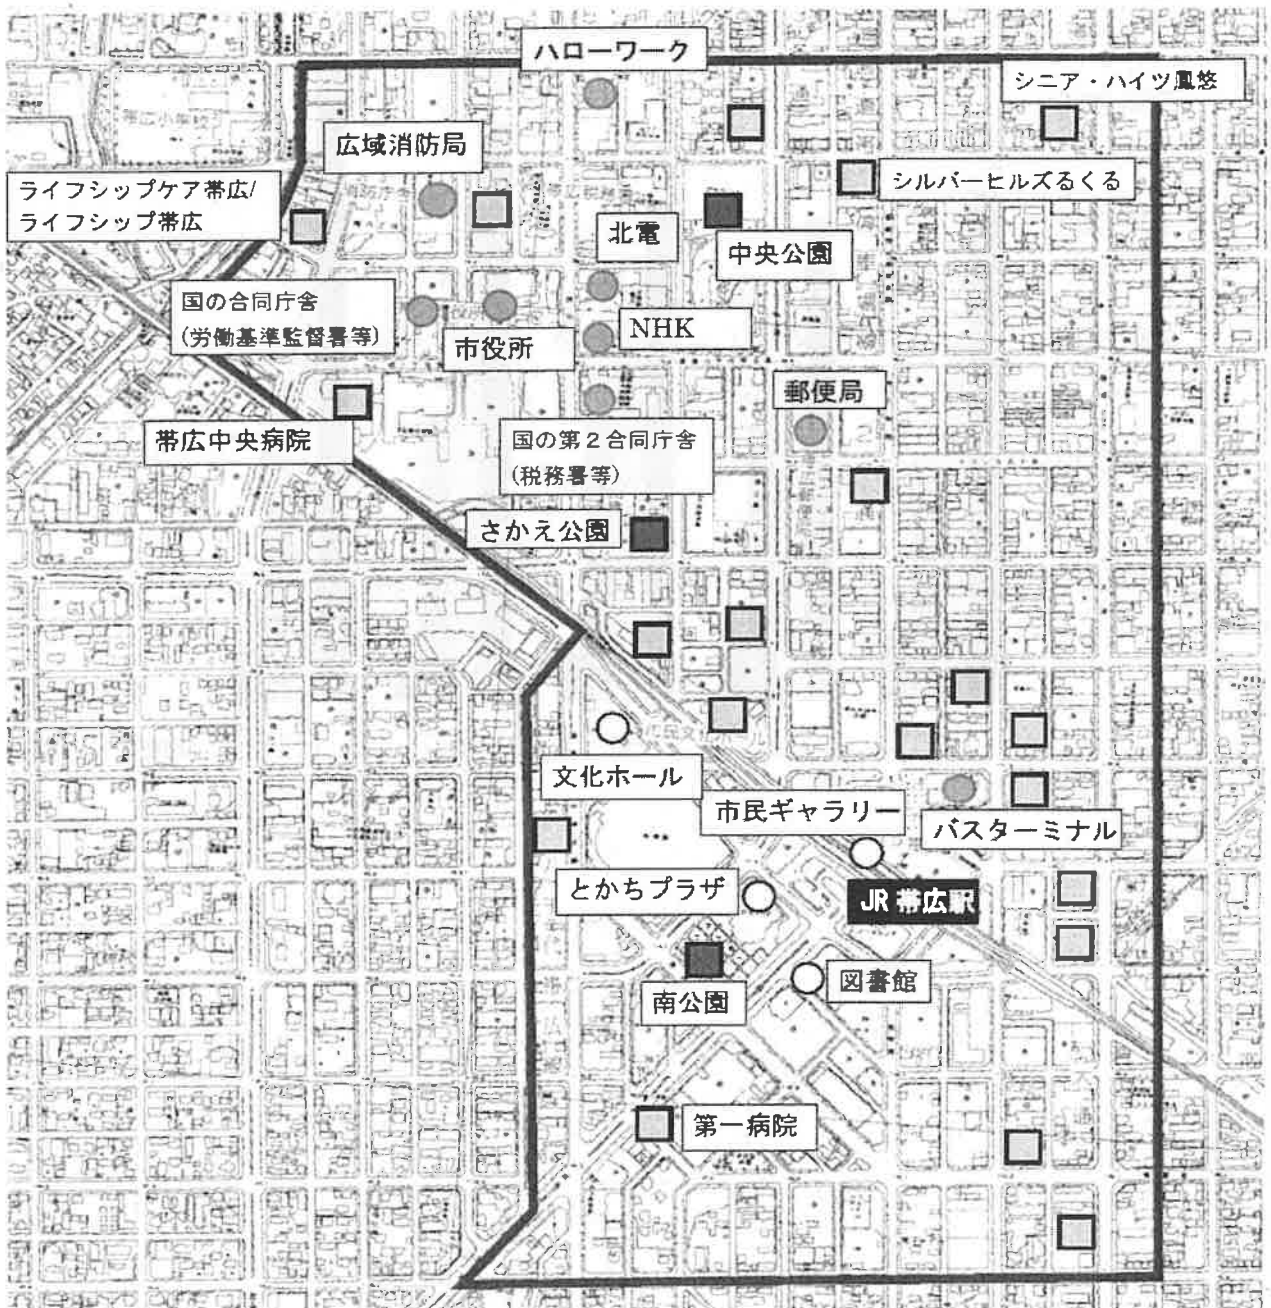 ハローワーク
シニア・ハイツ鳳悠
広域消防局
ライフシップケア帯広/
ライフシップ帯広
シルバーヒルズるくる
北電
中央公園
国の合同庁舎
(労働基準監督署等)
市役所
NHK
郵便局
帯広中央病院
国の第2合同庁舎
(税務署等)
さかえ公園
文化ホール
市民ギャラリー
バスターミナル
とかちプラザ
JR 帯広駅
図書館
南公園
第一病院